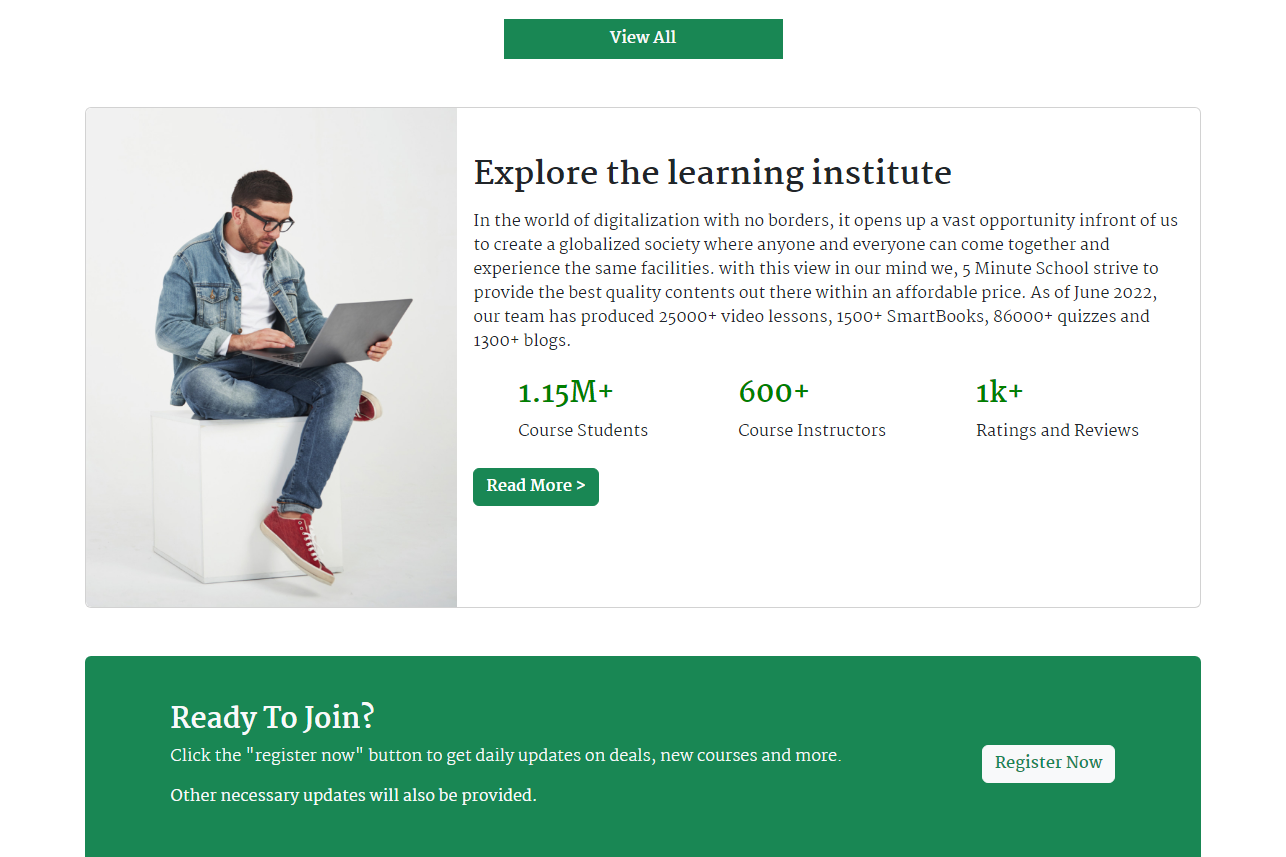 View All
Explore the learning institute
In the world of digitalization with no borders, it opens up a vast opportunity infront of us
to create a globalized society where anyone and everyone can come together and
experience the same facilities. with this view in our mind we, 5 Minute School strive to
provide the best quality contents out there within an affordable price. As of June 2022,
our team has produced 25000+ video lessons, 1500+ SmartBooks, 86000+ quizzes and
1300+ blogs.
1.15M+ 600+ 1k+
Course Students Course Instructors Ratings and Reviews
Read More >
Ready To Join?
Click the "register now" button to get daily updates on deals, new courses and more.
Register Now
Other necessary updates will also be provided.